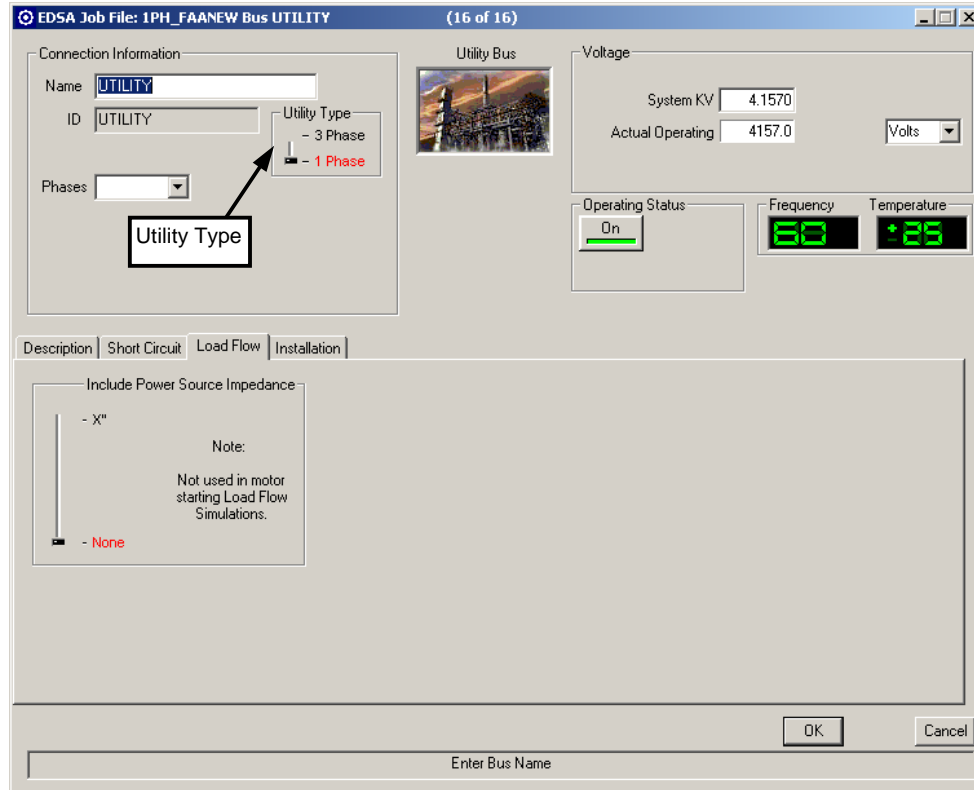 EDSA Job File: 1PH_FAANEW Bus UTILITY (16 of 16)
Connection Information
Name UTILITY
ID UTILITY
Utility Type
- 3 Phase
- 1 Phase
Phases
Utility Type
Utility Bus
Voltage
System KV 4.1570
Actual Operating 4157.0 Volts
Operating Status
On
Frequency
60
Temperature
+ 25
Description Short Circuit Load Flow Installation
Include Power Source Impedance
- X"
Note:
Not used in motor
starting Load Flow
Simulations.
- None
OK Cancel
Enter Bus Name